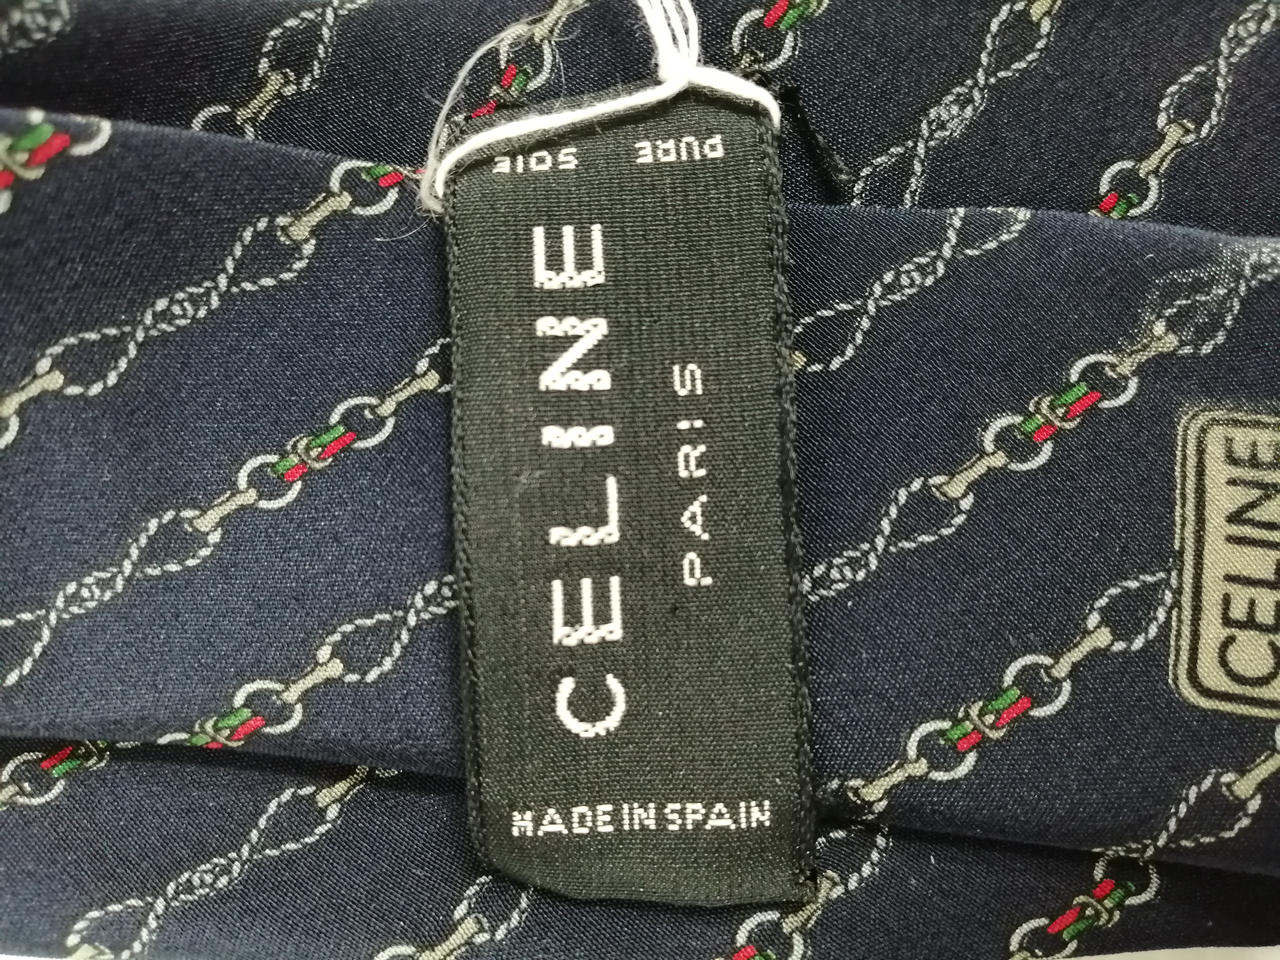 PURE SOIE
CELINE
PARIS
MADE IN SPAIN
CELINE